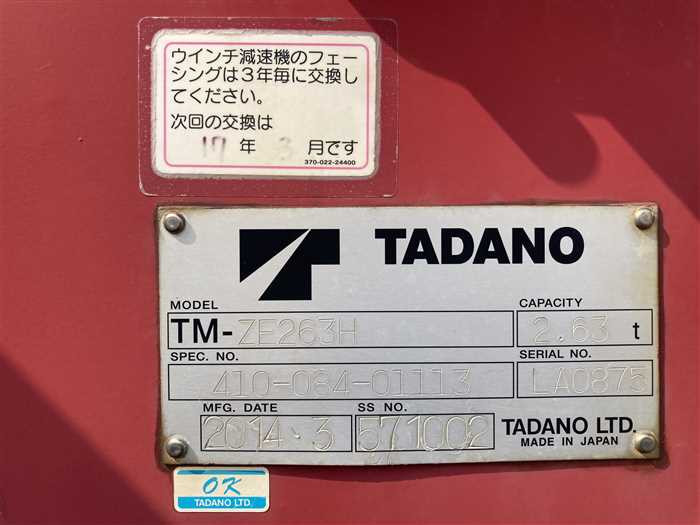 ウインチ減速機のフェー
シングは3年毎に交換し
てください。
次回の交換は
17年 3月です
370-022-24400
TADANO
MODEL
TM-ZE263H
CAPACITY
2.63 t
SPEC. NO.
410-084-01113
SERIAL NO.
LA0875
MFG. DATE
2014.3
SS NO.
571002
TADANO LTD.
MADE IN JAPAN
OK
TADANO LTD.